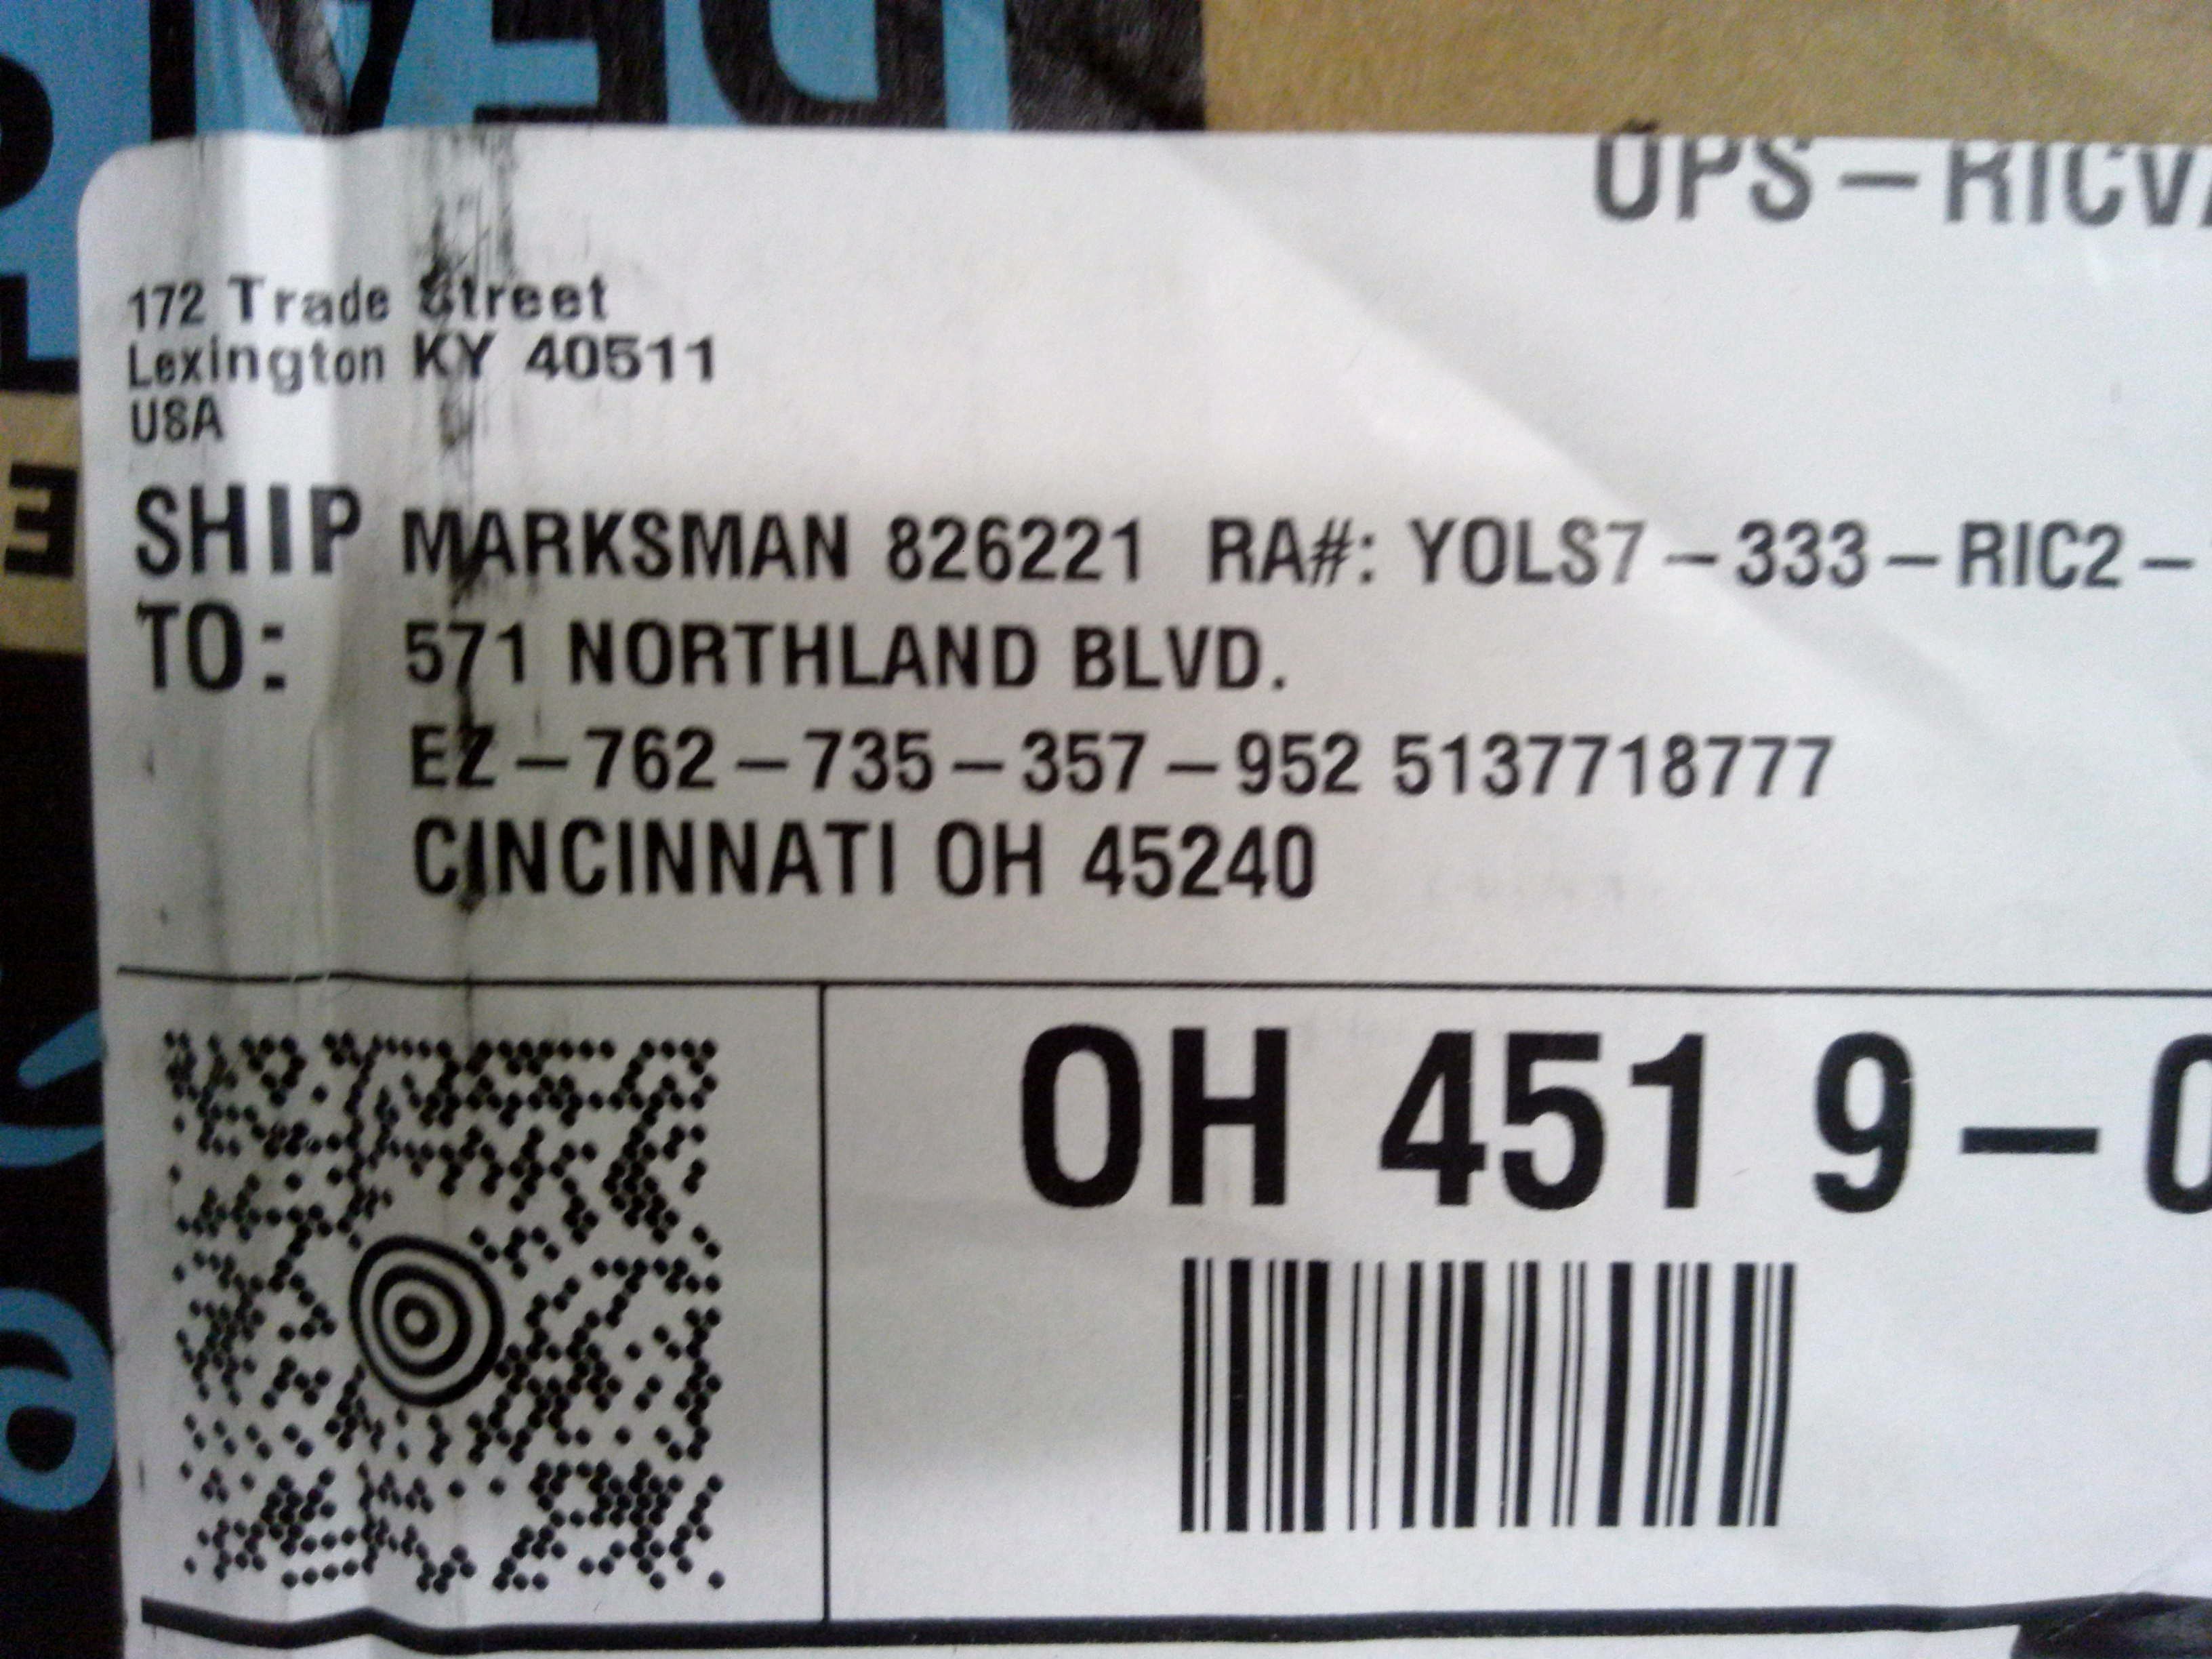 UPS – RICVA
172 Trade Street
Lexington KY 40511
USA
SHIP TO:
MARKSMAN 826221 RA#: YOLS7 – 333 – RIC2 –
571 NORTHLAND BLVD.
EZ – 762 – 735 – 357 – 952 5137718777
CINCINNATI OH 45240
OH 451 9 – 0